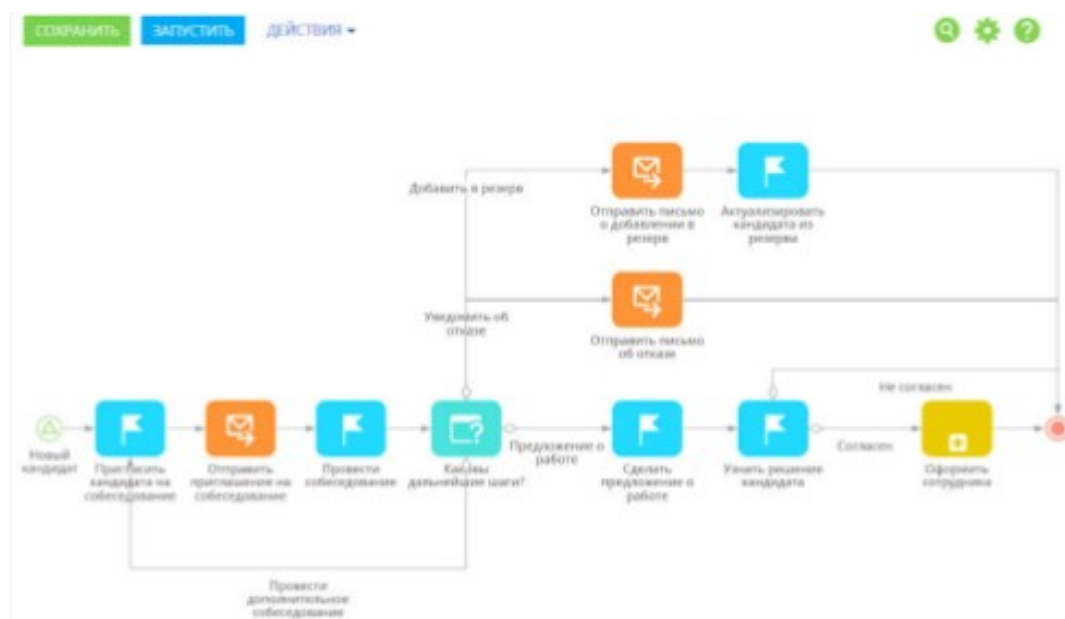 СОХРАНИТЬ
ЗАПУСТИТЬ
ДЕЙСТВИЯ
?
Добавить в резерв
Отправить письмо
о добавлении в
резерв
Актуализировать
кандидата из
резерва
Уведомить об
отказе
Отправить письмо
об отказе
Не согласен
Новый
кандидат
Пригласить
кандидата на
собеседование
Отправить
приглашение на
собеседование
Провести
собеседование
?
Каковы
дальнейшие шаги?
Предложение о
работе
Сделать
предложение о
работе
Узнать решение
кандидата
Согласен
Оформить
сотрудника
Провести
дополнительное
собеседование